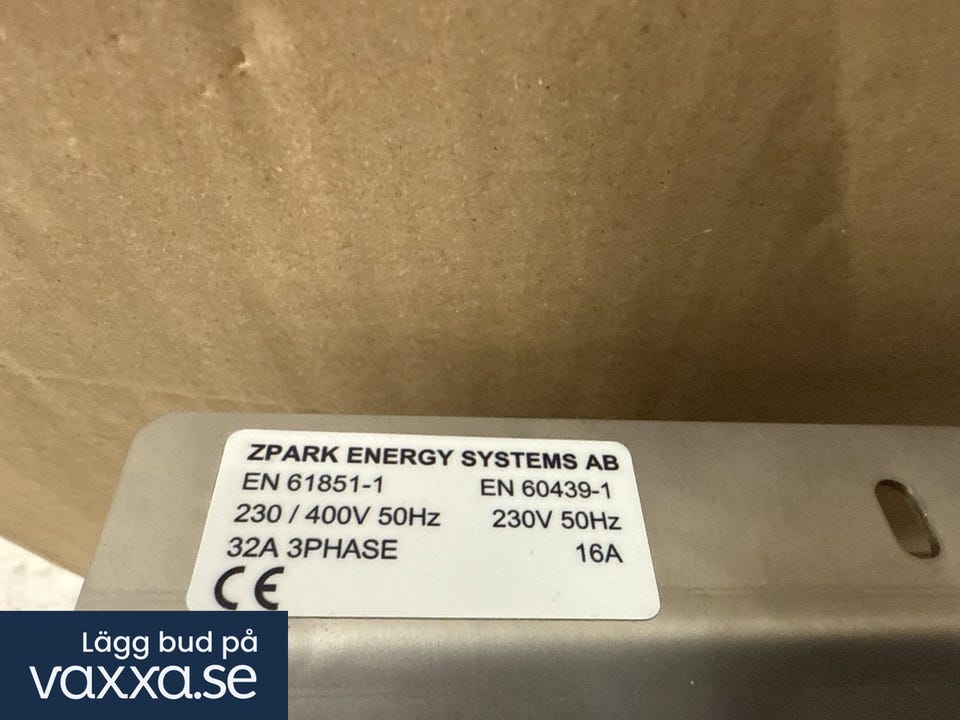 ZPARK ENERGY SYSTEMS AB
EN 61851-1 EN 60439-1
230 / 400V 50Hz 230V 50Hz
32A 3PHASE 16A
CE
Lägg bud på
vaxxa.se